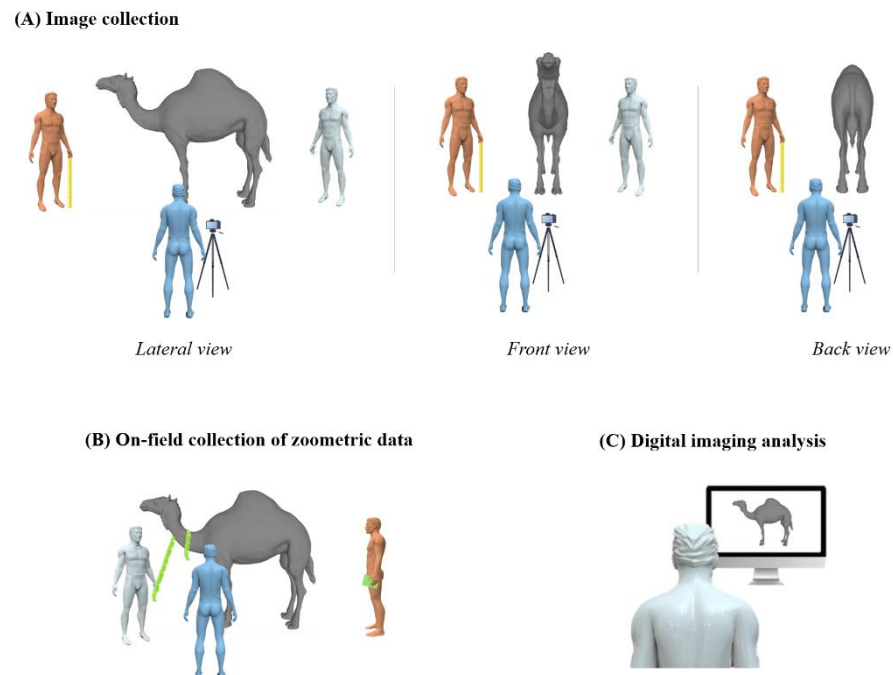 (A) Image collection
Lateral view
Front view
Back view
(B) On-field collection of zoometric data
(C) Digital imaging analysis